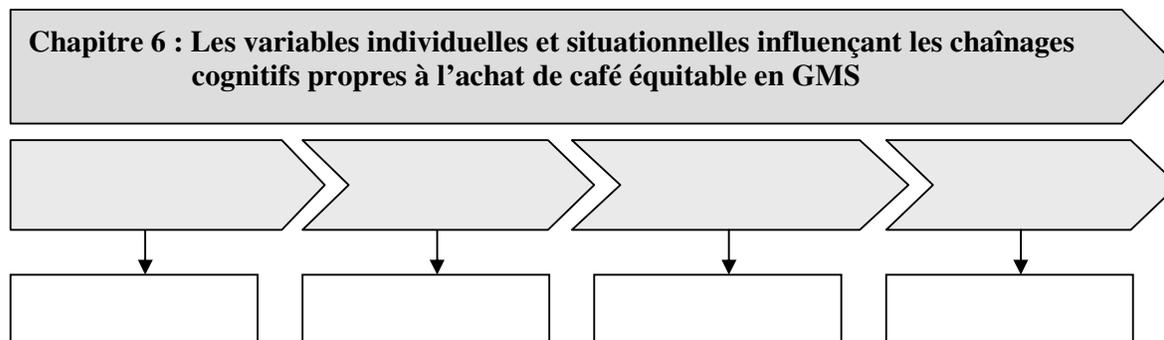 Chapitre 6 : Les variables individuelles et situationnelles influençant les chaînages
cognitifs propres à l’achat de café équitable en GMS